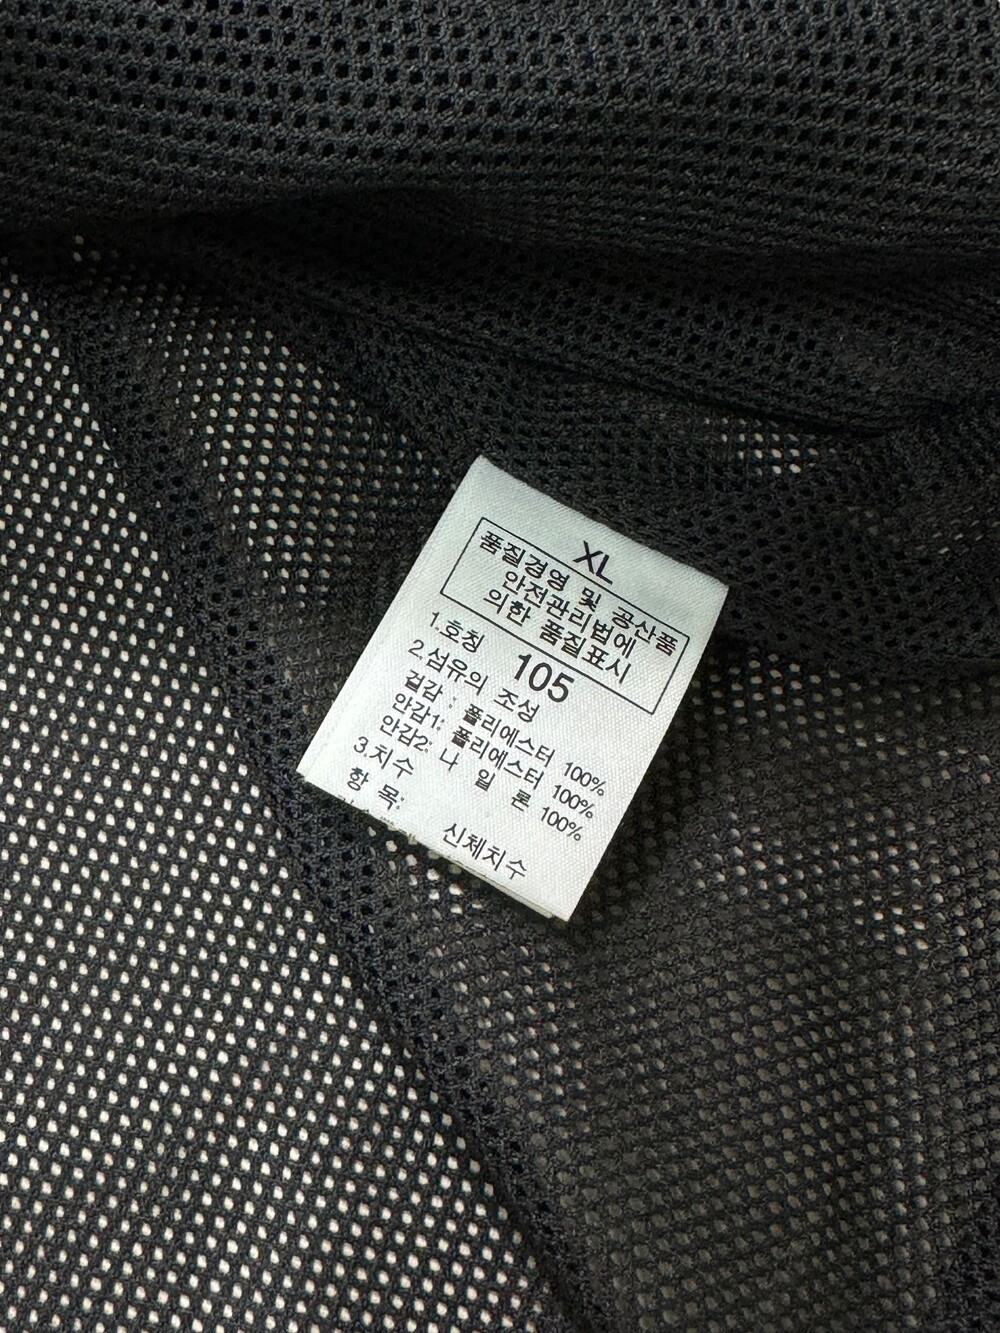 XL
품질경영 및 공산품
안전관리법에
의한 품질표시
1.호칭 105
2.섬유의 조성
겉감 : 폴리에스터 100%
안감1: 폴리에스터 100%
안감2: 나 일 론 100%
3.치수
항 목: 신체치수